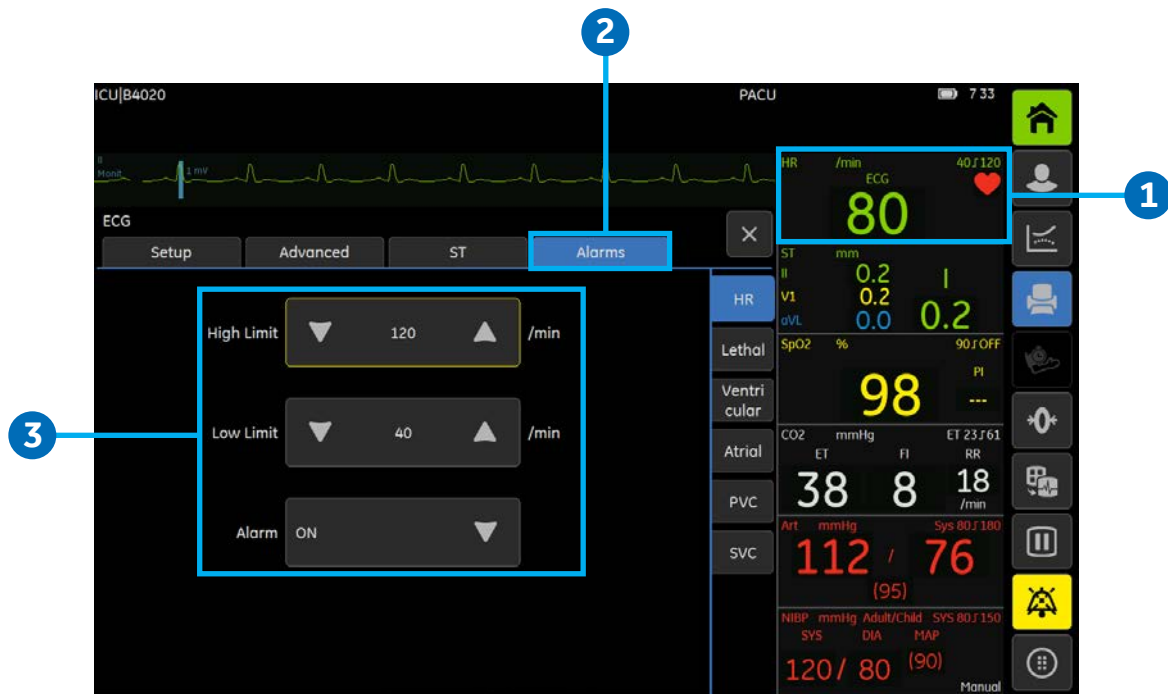 2
ICU|B4020
PACU
7 33
II
Monit...
1 mV
HR /min 40 120
ECG
80
1
ECG
Setup Advanced ST Alarms
ST mm
II 0.2 I
V1 0.2 0.2
aVL 0.0
3
High Limit 120 /min
Low Limit 40 /min
Alarm ON
HR
Lethal
Ventri
cular
Atrial
PVC
SVC
SpO2 % 90 OFF
PI
98 ---
CO2 mmHg ET 23 61
ET FI RR
38 8 18
/min
Art mmHg Sys 80 180
112 / 76
(95)
NIBP mmHg Adult/Child SYS 80 150
SYS DIA MAP
120 / 80 (90)
Manual
0